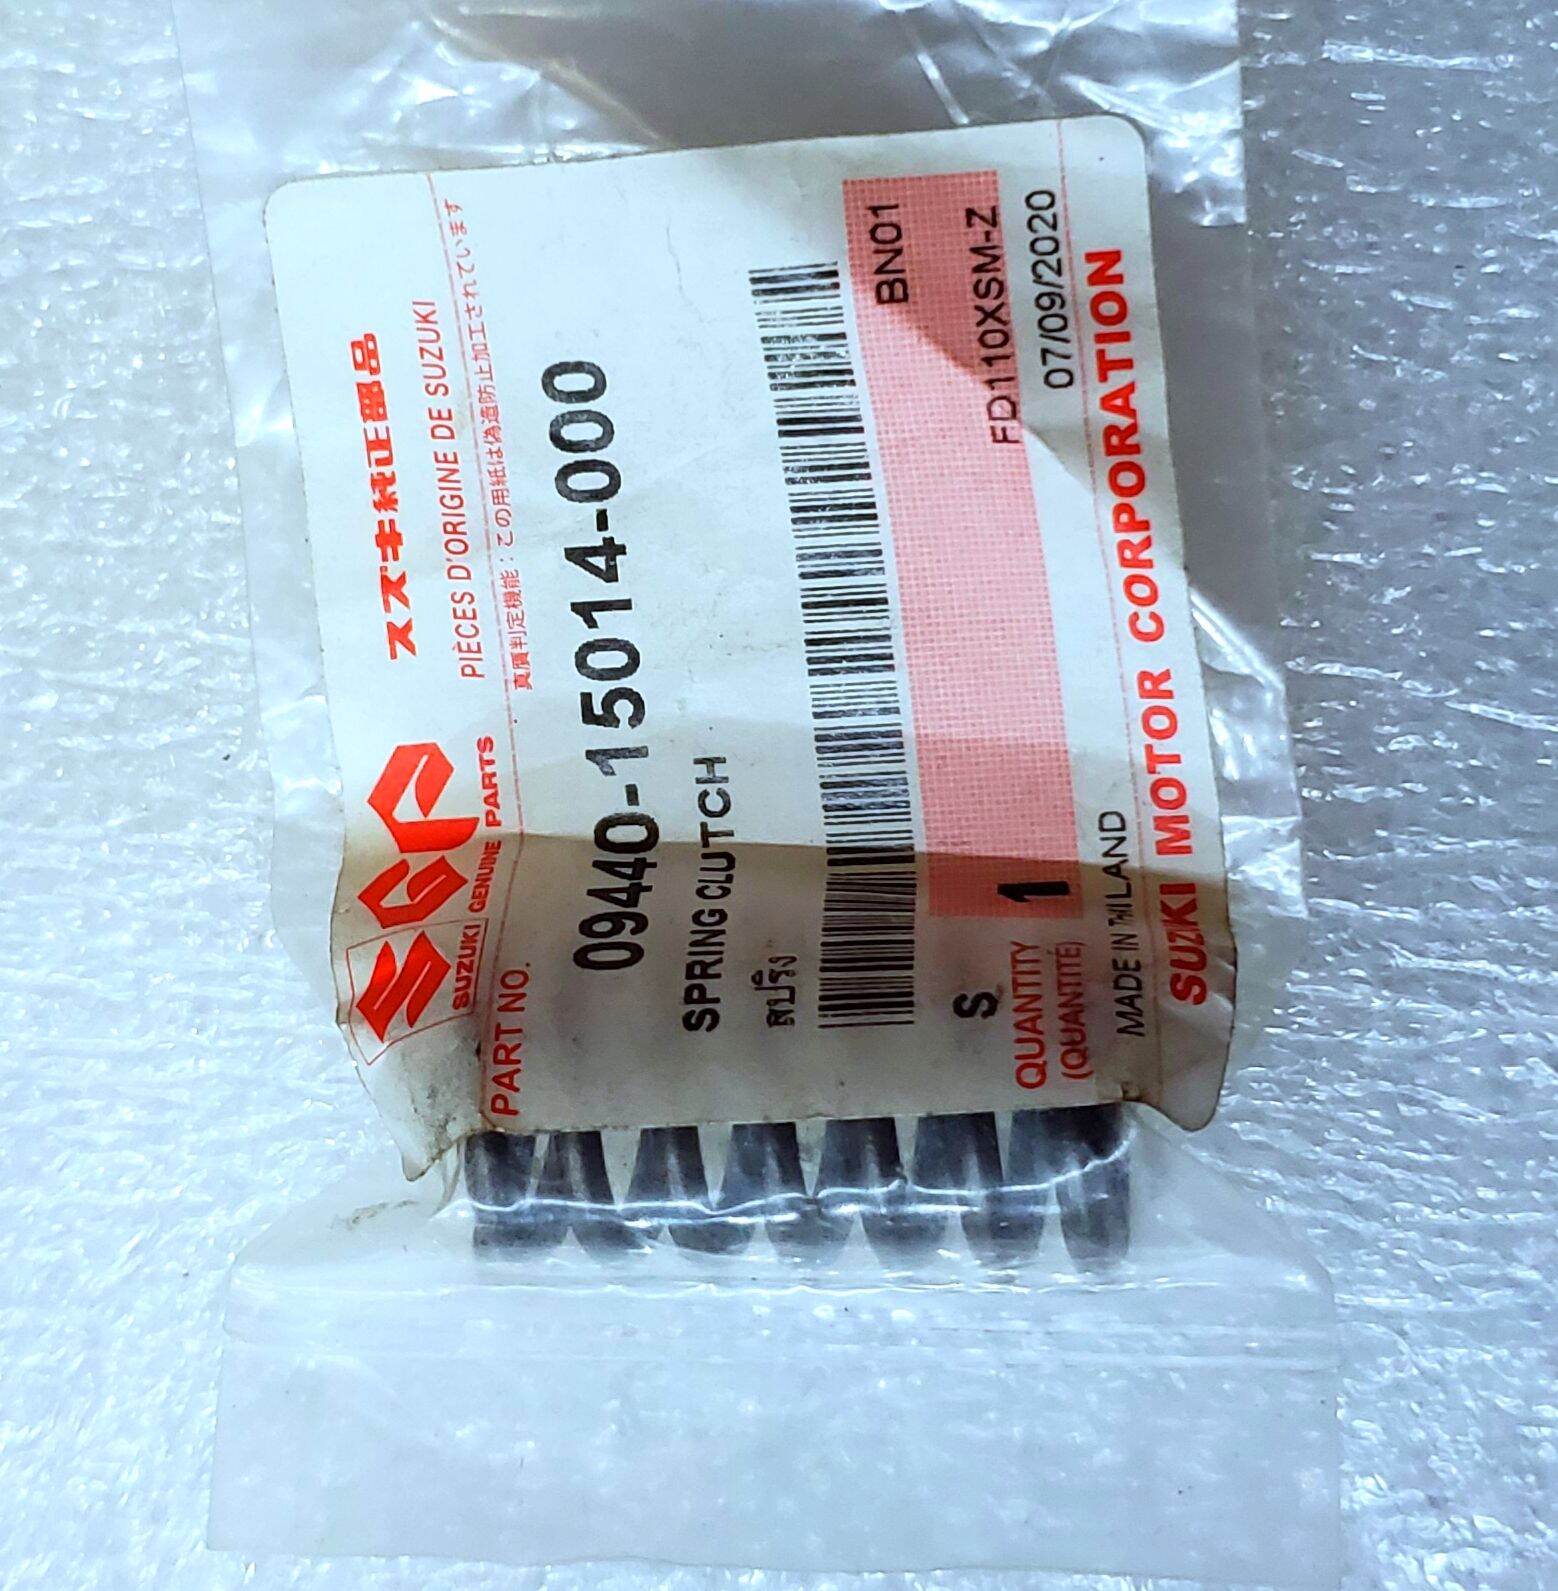 SGP
SUZUKI GENUINE PARTS
スズキ純正部品
PIÈCES D'ORIGINE DE SUZUKI
真贋判定機能：この用紙は偽造防止加工されています
PART NO.
09440-15014-000
SPRING CLUTCH
สปริง
BN01
S
FD110XSM-Z
QUANTITY
(QUANTITÉ)
1
07/09/2020
MADE IN THAILAND
SUZUKI MOTOR CORPORATION